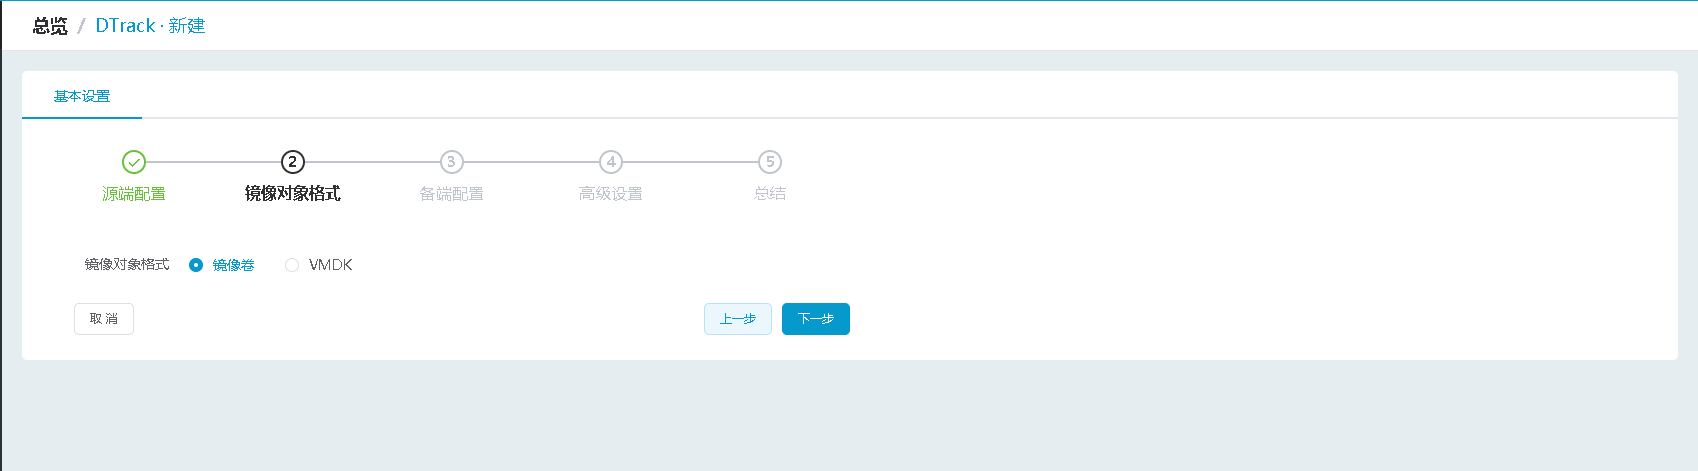 总览 / DTrack · 新建
基本设置
2 3 4 5
源端配置 镜像对象格式 备端配置 高级设置 总结
镜像对象格式 镜像卷 VMDK
取 消 上一步 下一步